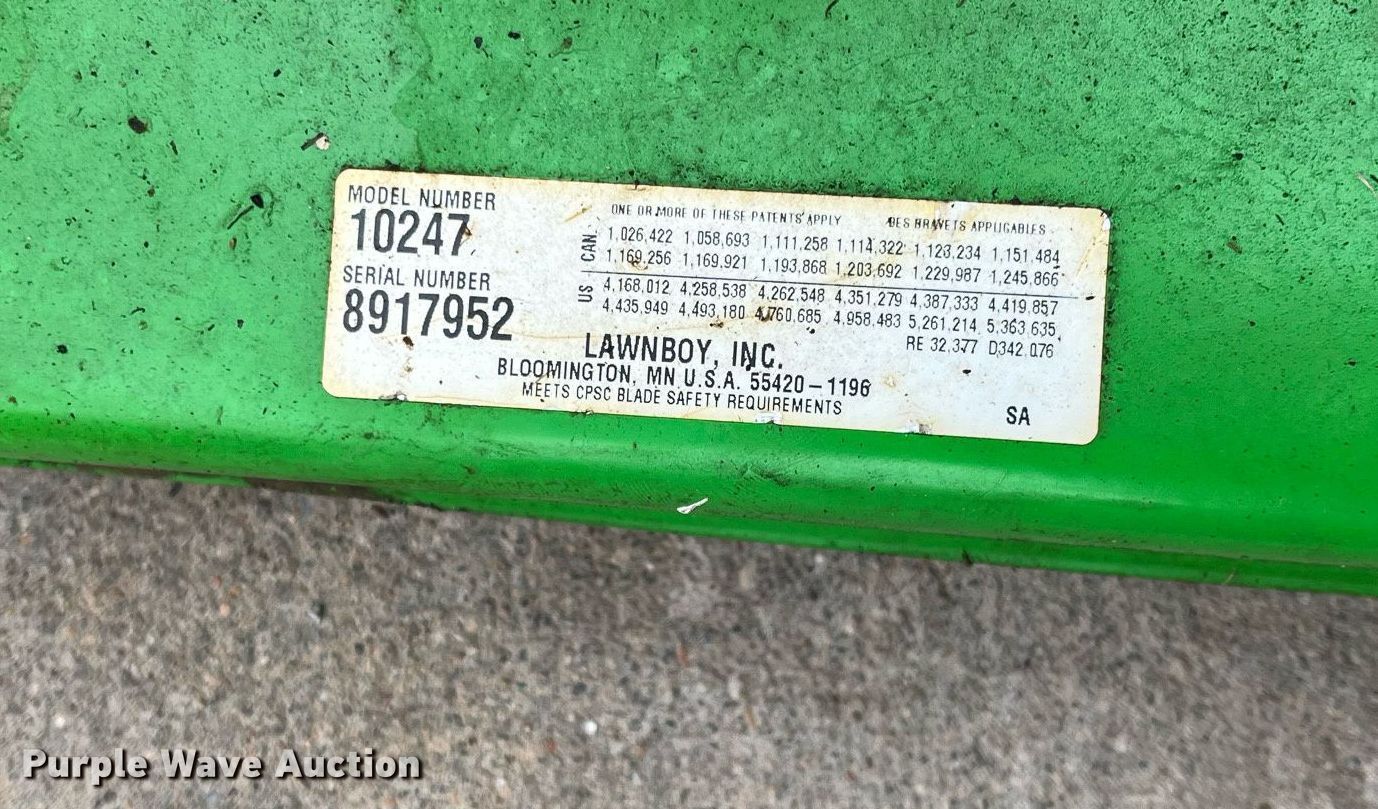 MODEL NUMBER
10247
SERIAL NUMBER
8917952
ONE OR MORE OF THESE PATENTS APPLY DES BRAVETS APPLIGABLES
CAN. 1,026,422 1,058,693 1,111,258 1,114,322 1,123,234 1,151,484
1,169,256 1,169,921 1,193,868 1,203,692 1,229,987 1,245,866
US 4,168,012 4,258,538 4,262,548 4,351,279 4,387,333 4,419,857
4,435,949 4,493,180 4,760,685 4,958,483 5,261,214 5,363,635
RE 32,377 D342,076
LAWNBOY, INC.
BLOOMINGTON, MN U.S.A. 55420-1196
MEETS CPSC BLADE SAFETY REQUIREMENTS
SA
Purple Wave Auction